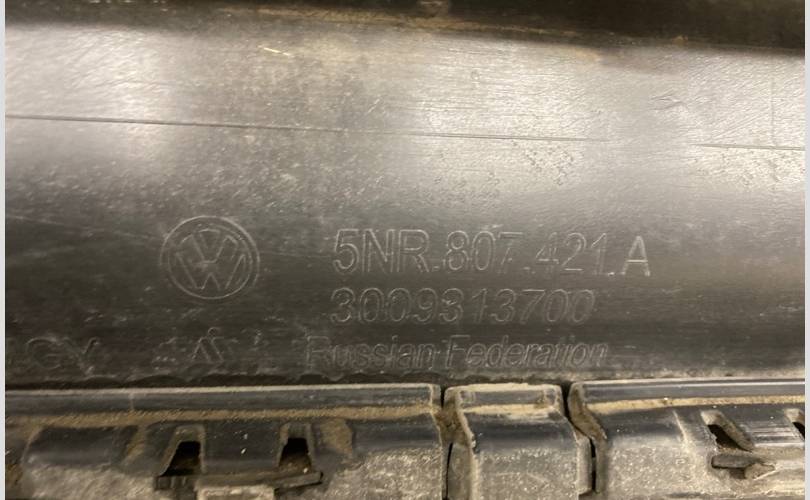 5NR.807.421.A
3009313700
Russian Federation